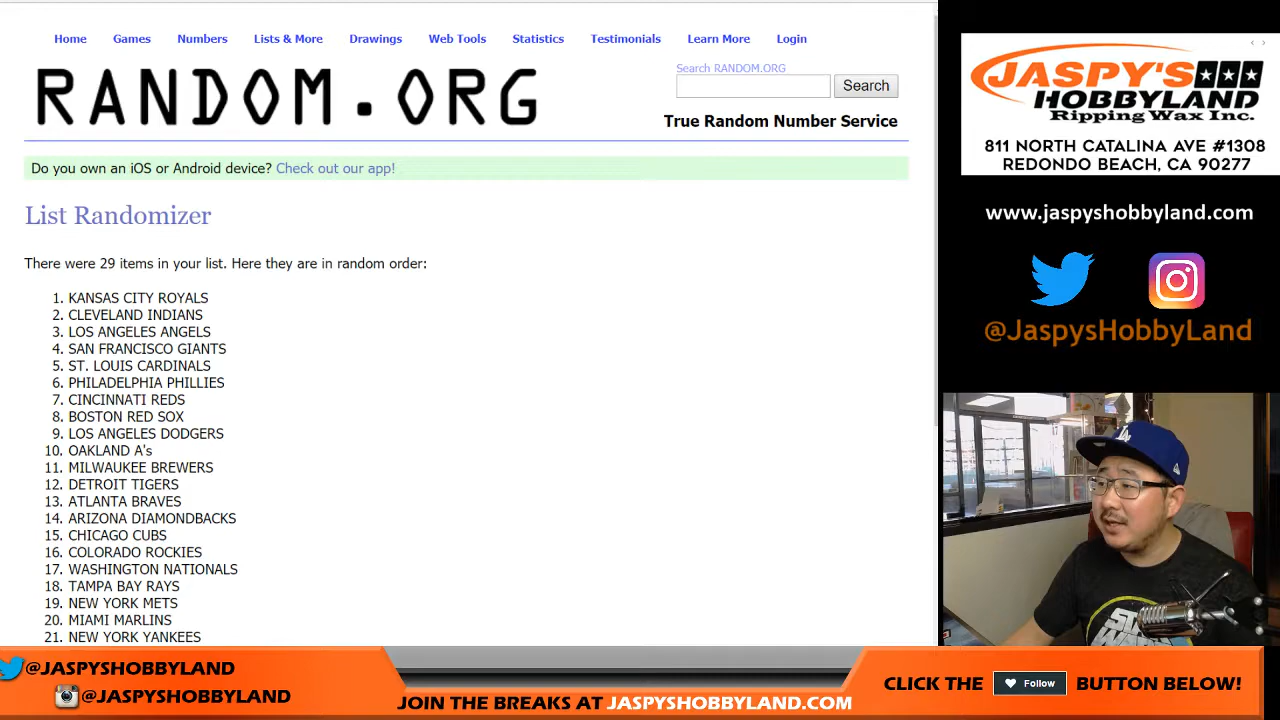 Home Games Numbers Lists & More Drawings Web Tools Statistics Testimonials Learn More Login
RANDOM.ORG
Search RANDOM.ORG
Search
True Random Number Service
Do you own an iOS or Android device? Check out our app!
List Randomizer
There were 29 items in your list. Here they are in random order:
1. KANSAS CITY ROYALS
2. CLEVELAND INDIANS
3. LOS ANGELES ANGELS
4. SAN FRANCISCO GIANTS
5. ST. LOUIS CARDINALS
6. PHILADELPHIA PHILLIES
7. CINCINNATI REDS
8. BOSTON RED SOX
9. LOS ANGELES DODGERS
10. OAKLAND A's
11. MILWAUKEE BREWERS
12. DETROIT TIGERS
13. ATLANTA BRAVES
14. ARIZONA DIAMONDBACKS
15. CHICAGO CUBS
16. COLORADO ROCKIES
17. WASHINGTON NATIONALS
18. TAMPA BAY RAYS
19. NEW YORK METS
20. MIAMI MARLINS
21. NEW YORK YANKEES
JASPY'S
HOBBYLAND
Ripping Wax Inc.
811 NORTH CATALINA AVE #1308
REDONDO BEACH, CA 90277
www.jaspyshobbyland.com
@JaspysHobbyLand
LA
@JASPYSHOBBYLAND
@JASPYSHOBBYLAND
JOIN THE BREAKS AT JASPYSHOBBYLAND.COM
CLICK THE Follow BUTTON BELOW!